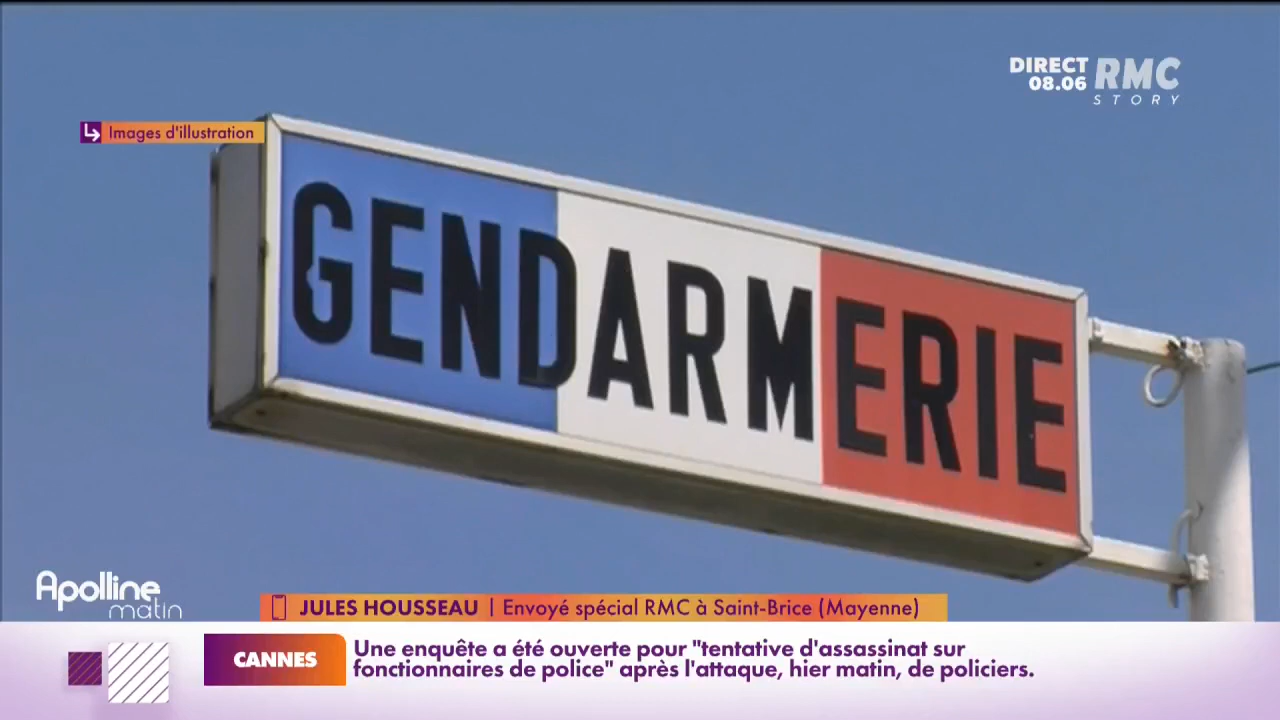 DIRECT RMC
08.06
STORY
Images d'illustration
GENDARMERIE
Apolline
matin
JULES HOUSSEAU | Envoyé spécial RMC à Saint-Brice (Mayenne)
CANNES
Une enquête a été ouverte pour "tentative d'assassinat sur
fonctionnaires de police" après l'attaque, hier matin, de policiers.